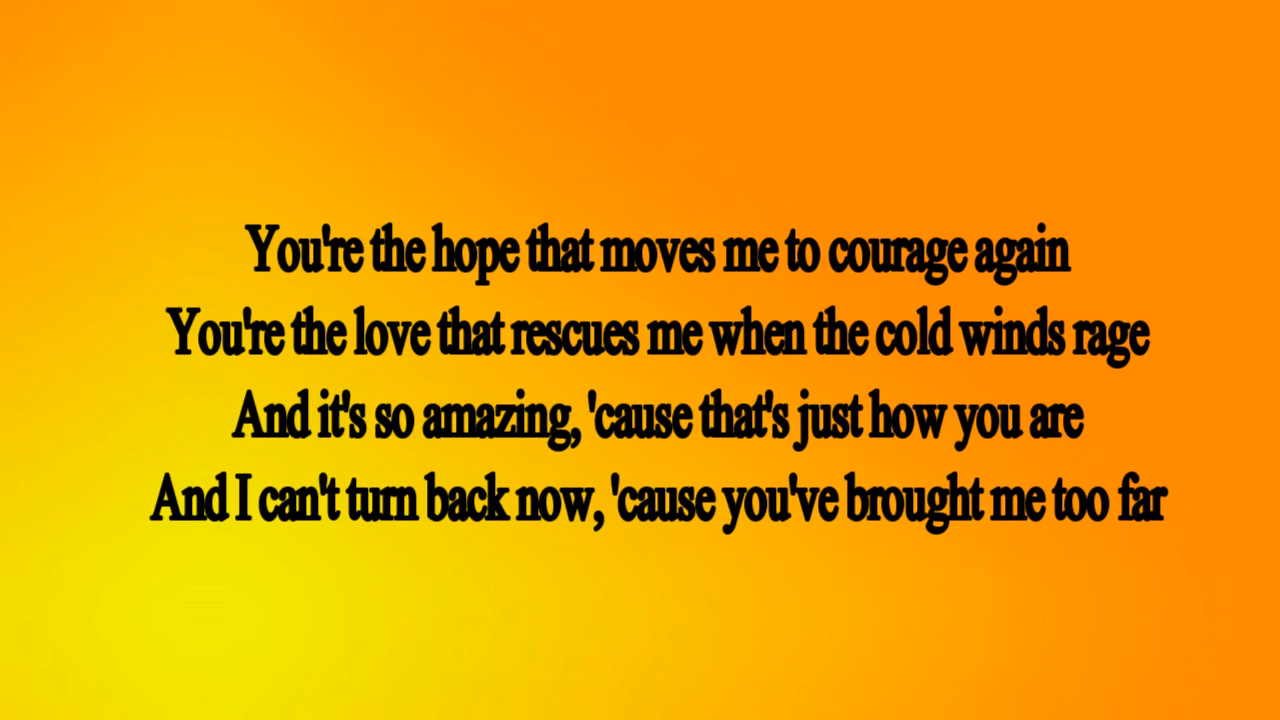 You're the hope that moves me to courage again
You're the love that rescues me when the cold winds rage
And it's so amazing, 'cause that's just how you are
And I can't turn back now, 'cause you've brought me too far